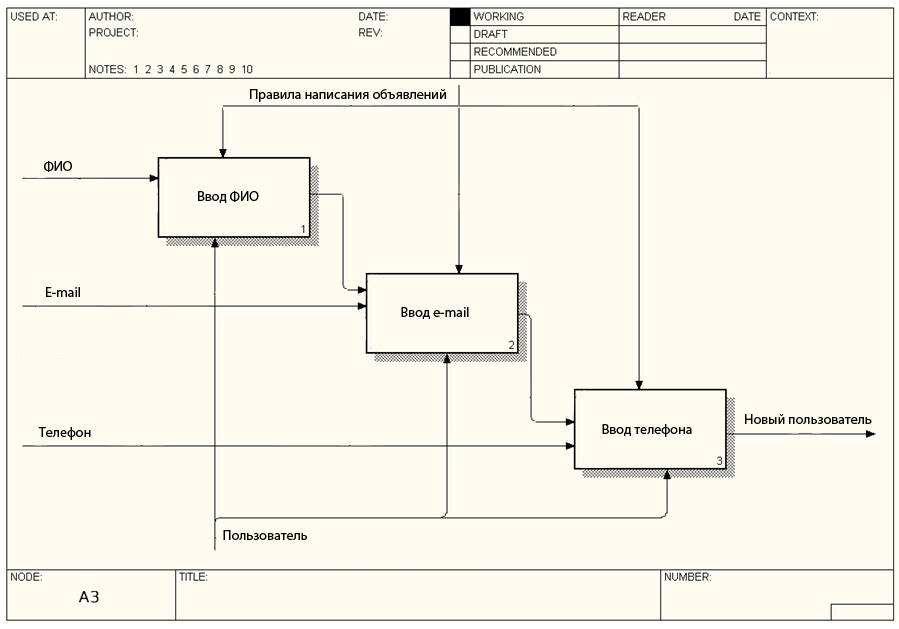 USED AT:
AUTHOR:
DATE:
WORKING
READER
DATE
CONTEXT:
PROJECT:
REV:
DRAFT
RECOMMENDED
NOTES: 1 2 3 4 5 6 7 8 9 10
PUBLICATION
Правила написания объявлений
ФИО
Ввод ФИО
1
E-mail
Ввод e-mail
2
Телефон
Ввод телефона
3
Новый пользователь
Пользователь
NODE:
TITLE:
NUMBER:
А3